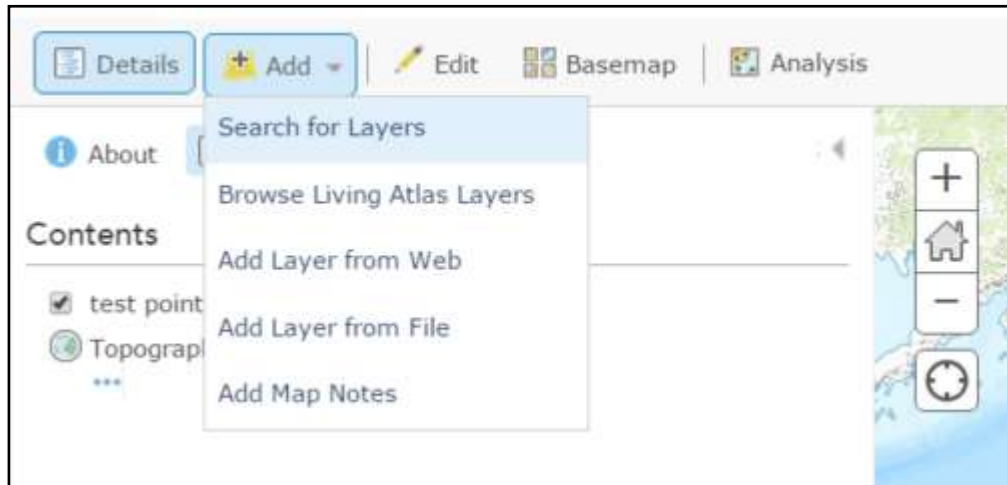 Details Add Edit Basemap Analysis
About
Search for Layers
Browse Living Atlas Layers
Contents
Add Layer from Web
test point
Add Layer from File
Topograp
Add Map Notes